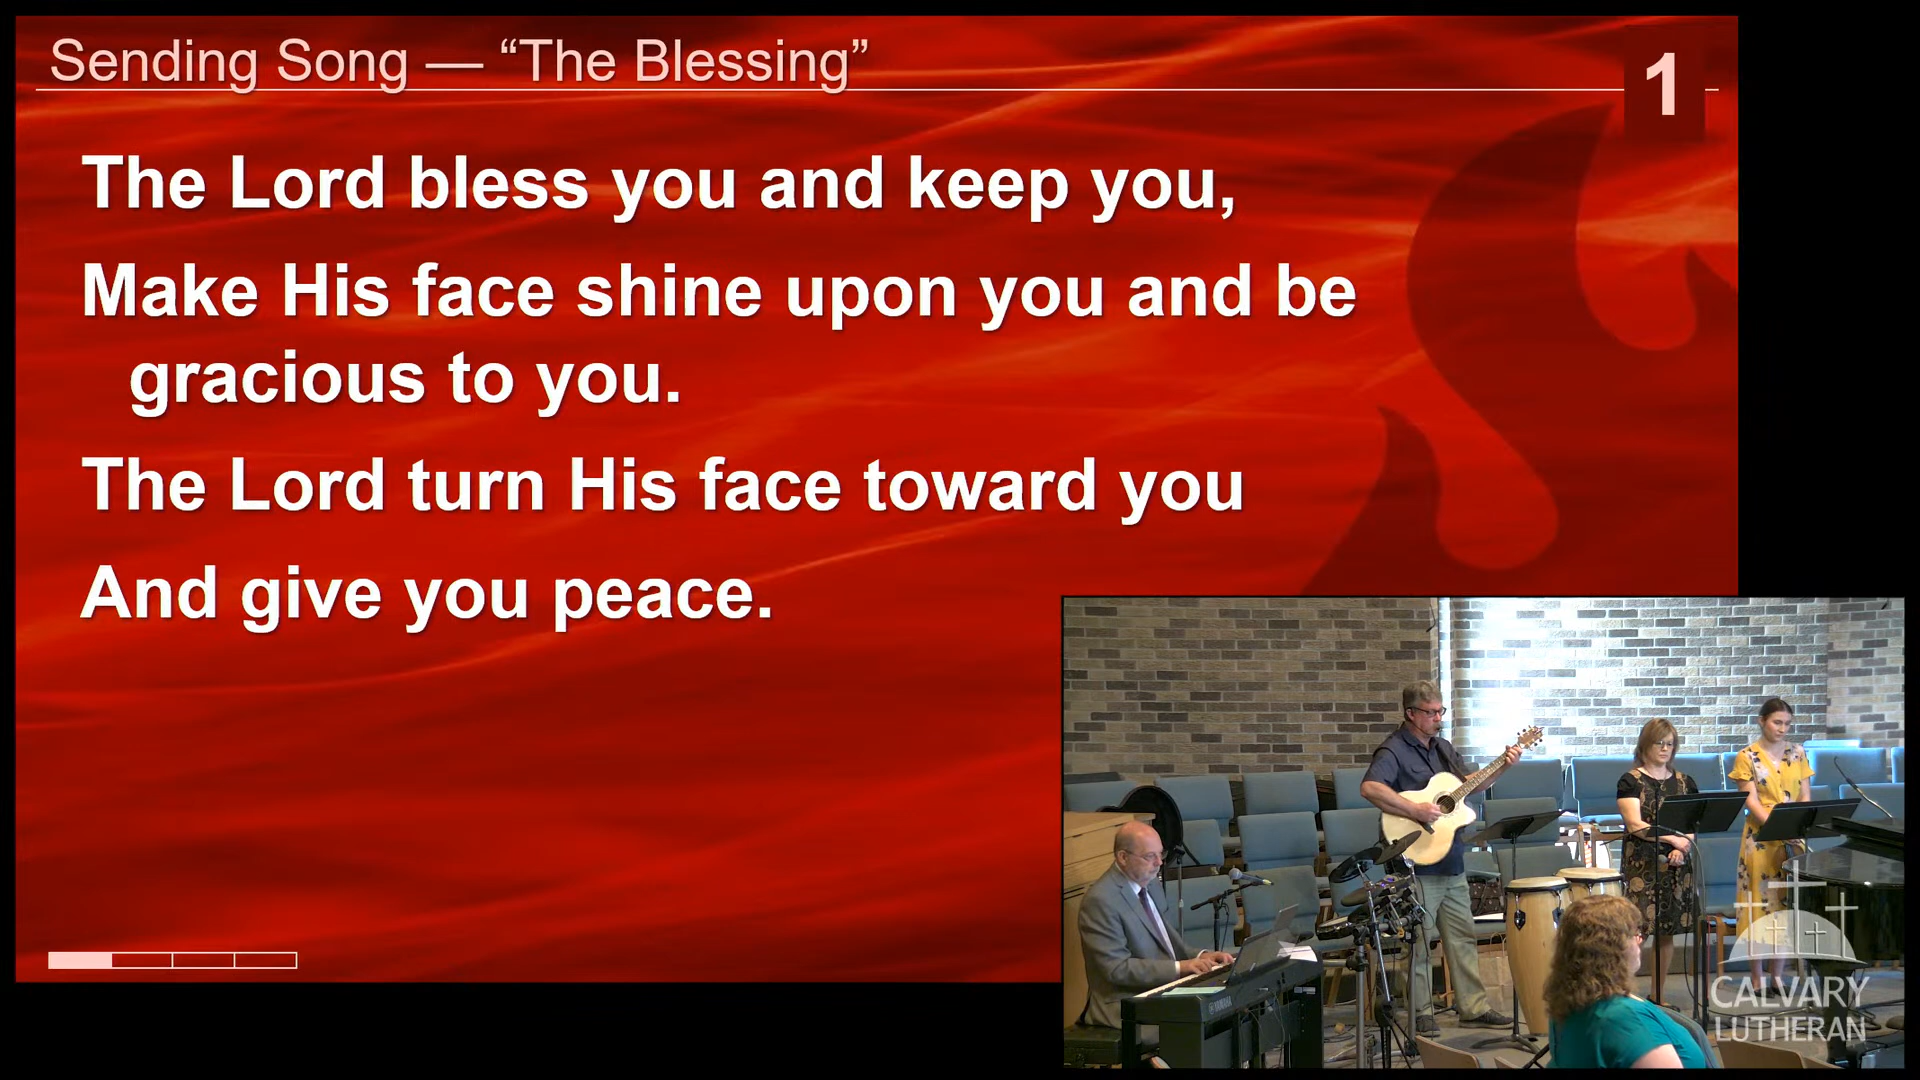 Sending Song — “The Blessing”
1
The Lord bless you and keep you,
Make His face shine upon you and be
gracious to you.
The Lord turn His face toward you
And give you peace.
YAMAHA
CALVARY
LUTHERAN